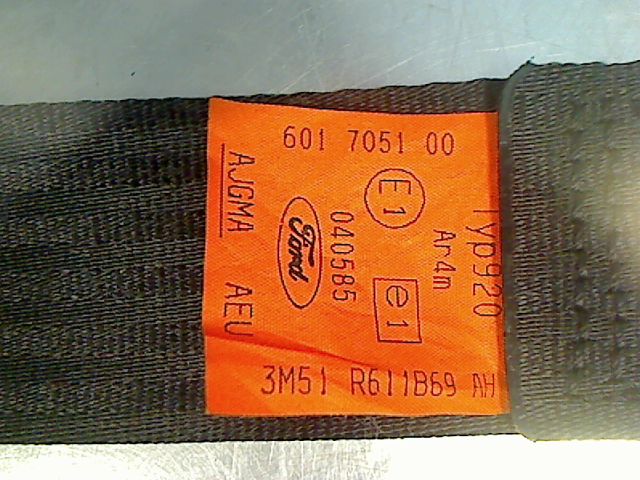 601 7051 00
AJGMA AEU
Ford
040585
E1
e1
Ar4m
Typ920
3M51 R611B69 AH